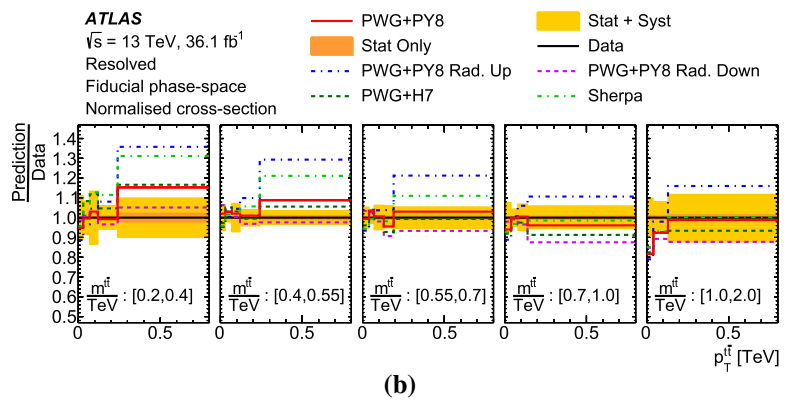 ATLAS
√s = 13 TeV, 36.1 fb¹
Resolved
Fiducial phase-space
Normalised cross-section
PWG+PY8
Stat Only
PWG+PY8 Rad. Up
PWG+H7
Stat + Syst
Data
PWG+PY8 Rad. Down
Sherpa
Prediction
Data
1.4
1.3
1.2
1.1
1.0
0.9
0.8
0.7
0.6
0.5
m^{tt̄}/TeV : [0.2,0.4]
m^{tt̄}/TeV : [0.4,0.55]
m^{tt̄}/TeV : [0.55,0.7]
m^{tt̄}/TeV : [0.7,1.0]
m^{tt̄}/TeV : [1.0,2.0]
0 0.5 0 0.5 0 0.5 0 0.5 0 0.5
p_T^{tt̄} [TeV]
(b)